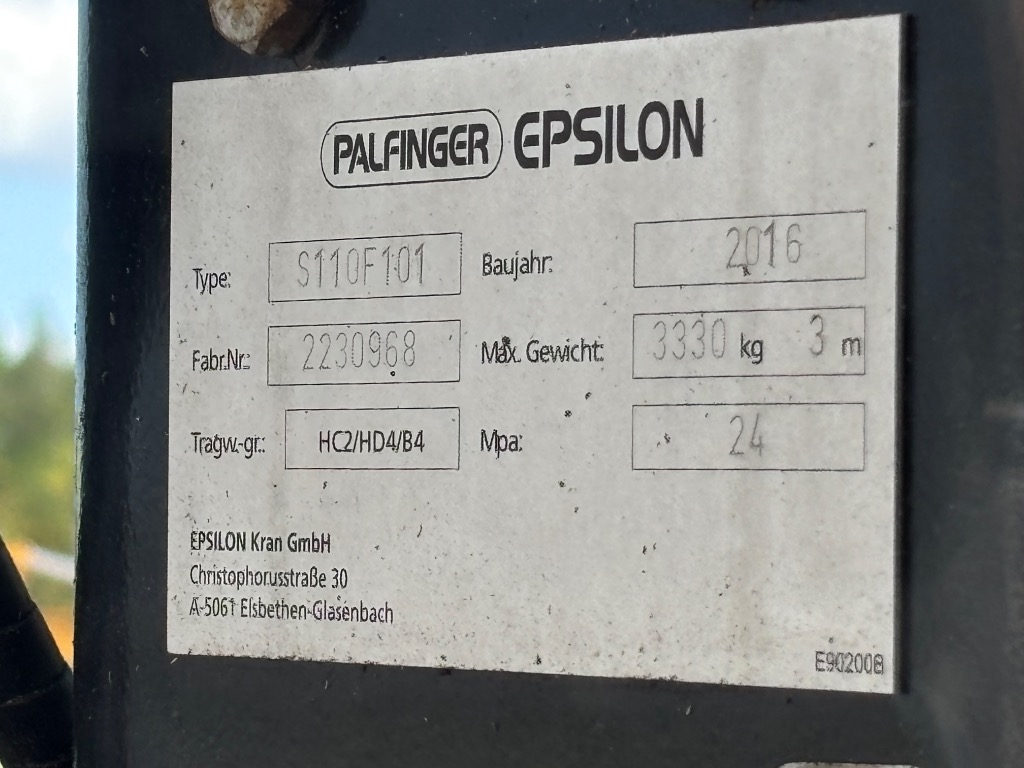 PALFINGER EPSILON
Type: S110F101 Baujahr: 2016
Fabr.Nr.: 2230968 Max. Gewicht: 3330 kg 3 m
Tragw.-gr.: HC2/HD4/B4 Mpa: 24
EPSILON Kran GmbH
Christophorusstraße 30
A-5061 Elsbethen-Glasenbach
E902008